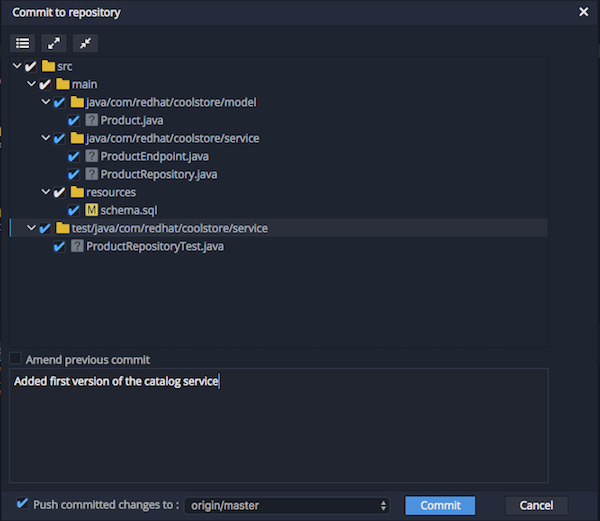 Commit to repository
src
main
java/com/redhat/coolstore/model
? Product.java
java/com/redhat/coolstore/service
? ProductEndpoint.java
? ProductRepository.java
resources
M schema.sql
test/java/com/redhat/coolstore/service
? ProductRepositoryTest.java
Amend previous commit
Added first version of the catalog service
Push committed changes to : origin/master Commit Cancel